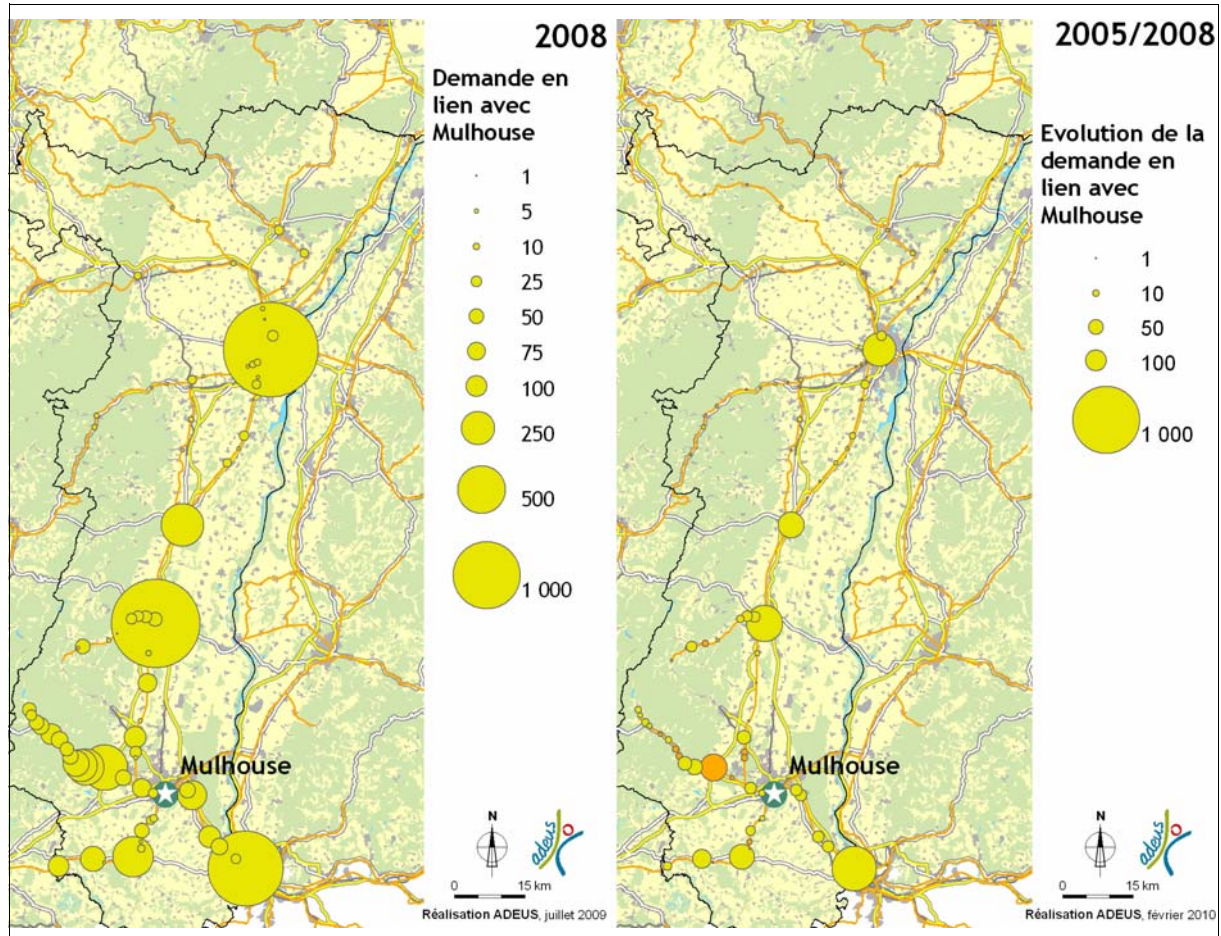 2008
Demande en
lien avec
Mulhouse
1
5
10
25
50
75
100
250
500
1 000
Mulhouse
N
adeus
0 15 km
Réalisation ADEUS, juillet 2009
2005/2008
Evolution de la
demande en
lien avec
Mulhouse
1
10
50
100
1 000
Mulhouse
N
adeus
0 15 km
Réalisation ADEUS, février 2010